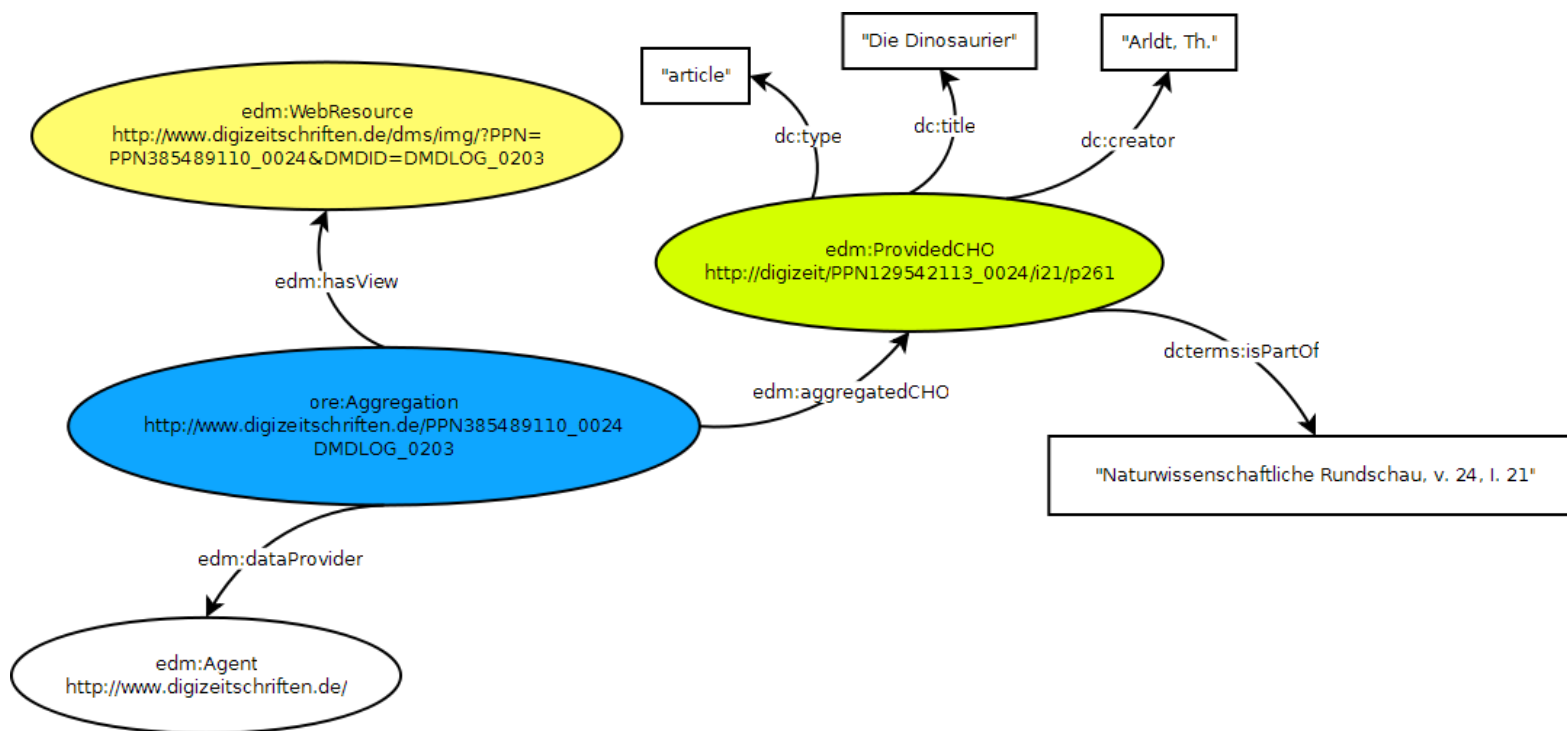 "Die Dinosaurier"
"Arldt, Th."
"article"
edm:WebResource
http://www.digizeitschriften.de/dms/img/?PPN=
PPN385489110_0024&DMDID=DMDLOG_0203
dc:type
dc:title
dc:creator
edm:ProvidedCHO
http://digizeit/PPN129542113_0024/i21/p261
edm:hasView
dcterms:isPartOf
edm:aggregatedCHO
ore:Aggregation
http://www.digizeitschriften.de/PPN385489110_0024
DMDLOG_0203
"Naturwissenschaftliche Rundschau, v. 24, I. 21"
edm:dataProvider
edm:Agent
http://www.digizeitschriften.de/